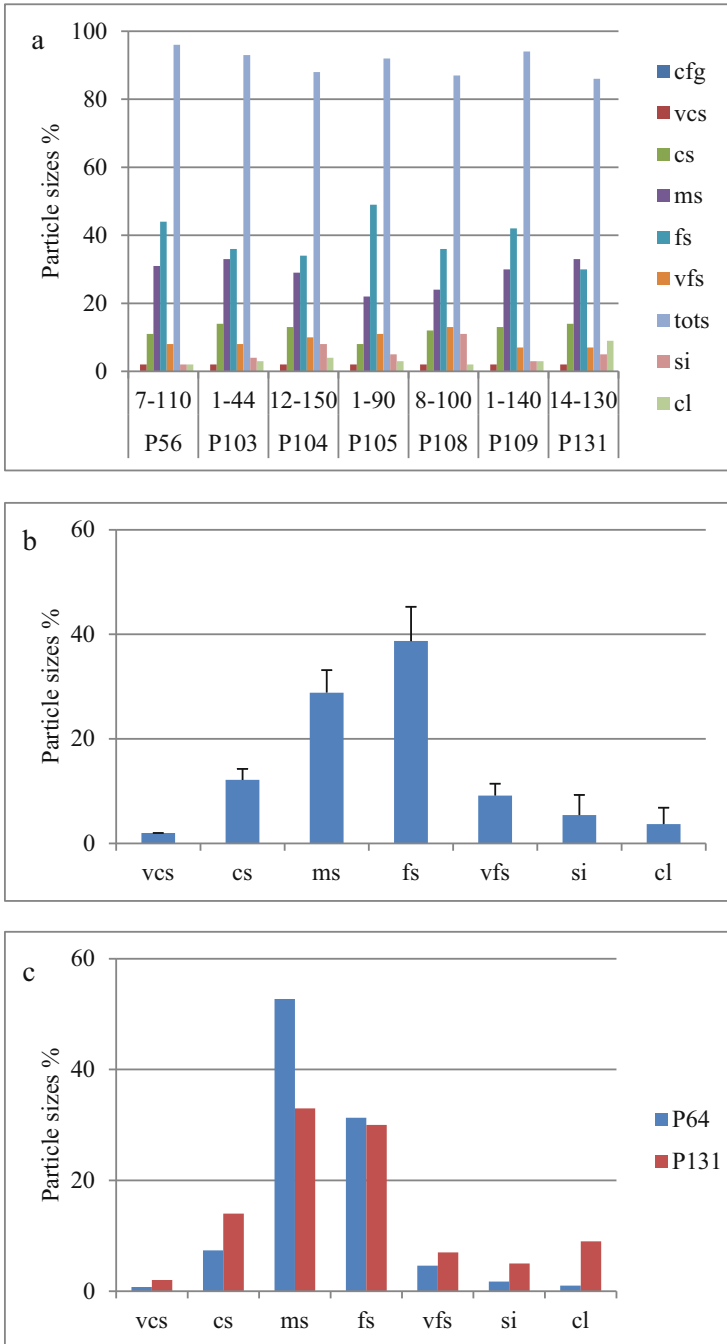 a
Particle sizes %
100
80
60
40
20
0
7-110 1-44 12-150 1-90 8-100 1-140 14-130
P56 P103 P104 P105 P108 P109 P131
cfg
vcs
cs
ms
fs
vfs
tots
si
cl
b
Particle sizes %
60
40
20
0
vcs cs ms fs vfs si cl
c
Particle sizes %
60
40
20
0
vcs cs ms fs vfs si cl
P64
P131